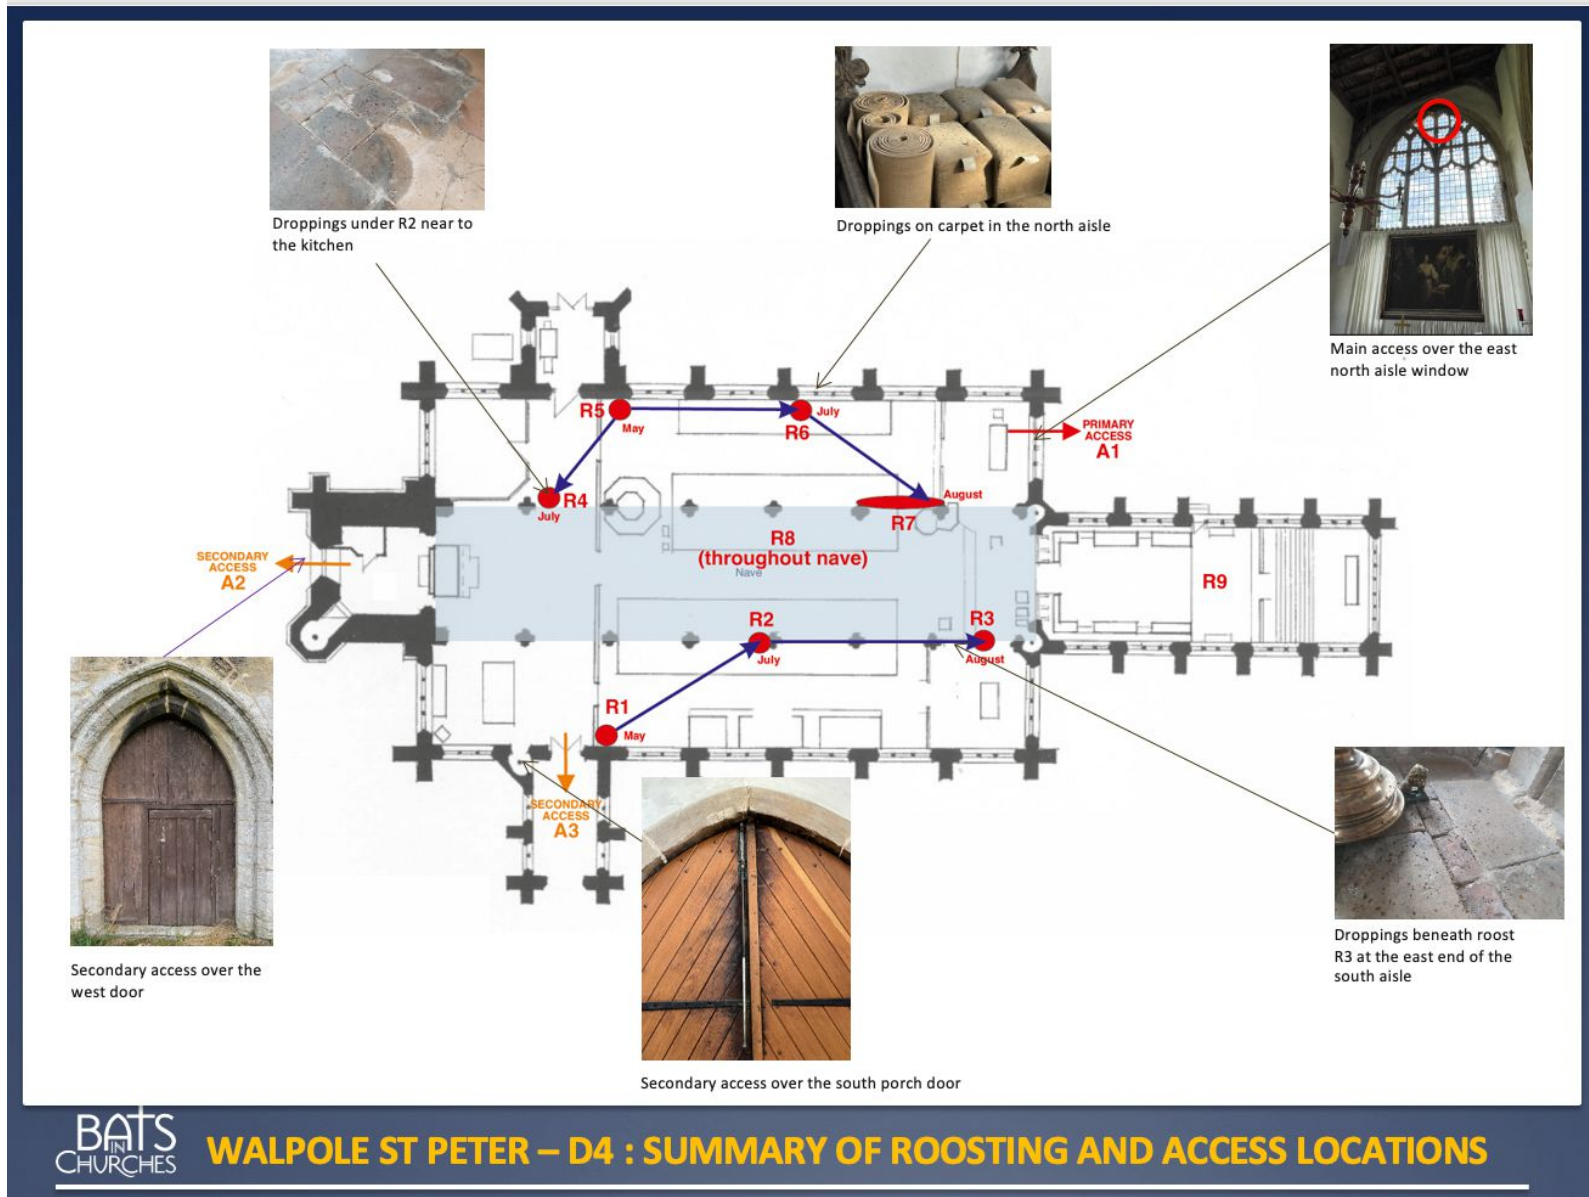 Droppings under R2 near to
the kitchen
Droppings on carpet in the north aisle
Main access over the east
north aisle window
R5
May
July
R6
PRIMARY
ACCESS
A1
R4
July
August
R7
SECONDARY
ACCESS
A2
R8
(throughout nave)
Nave
R9
R2
July
R3
August
R1
May
SECONDARY
ACCESS
A3
Secondary access over the
west door
Droppings beneath roost
R3 at the east end of the
south aisle
Secondary access over the south porch door
BATS
IN
CHURCHES
WALPOLE ST PETER – D4 : SUMMARY OF ROOSTING AND ACCESS LOCATIONS